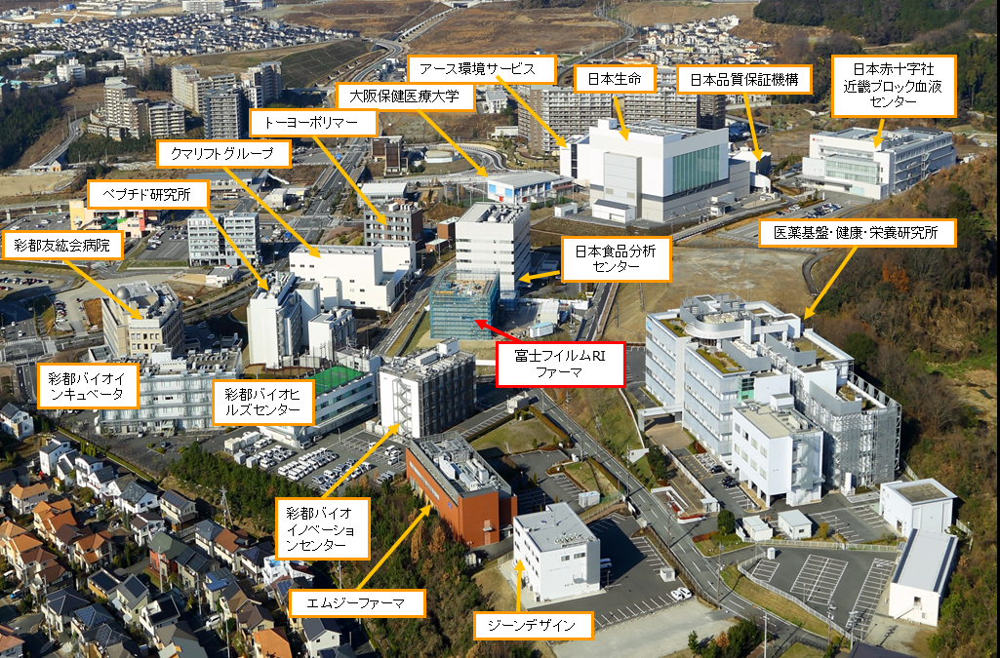 アース環境サービス
日本生命
日本品質保証機構
日本赤十字社
近畿ブロック血液
センター
大阪保健医療大学
トーヨーポリマー
クマリフトグループ
ペプチド研究所
彩都友紘会病院
日本食品分析
センター
医薬基盤・健康・栄養研究所
富士フイルムRI
ファーマ
彩都バイオイ
ンキュベータ
彩都バイオヒ
ルズセンター
彩都バイオ
イノベーショ
ンセンター
エムジーファーマ
ジーンデザイン